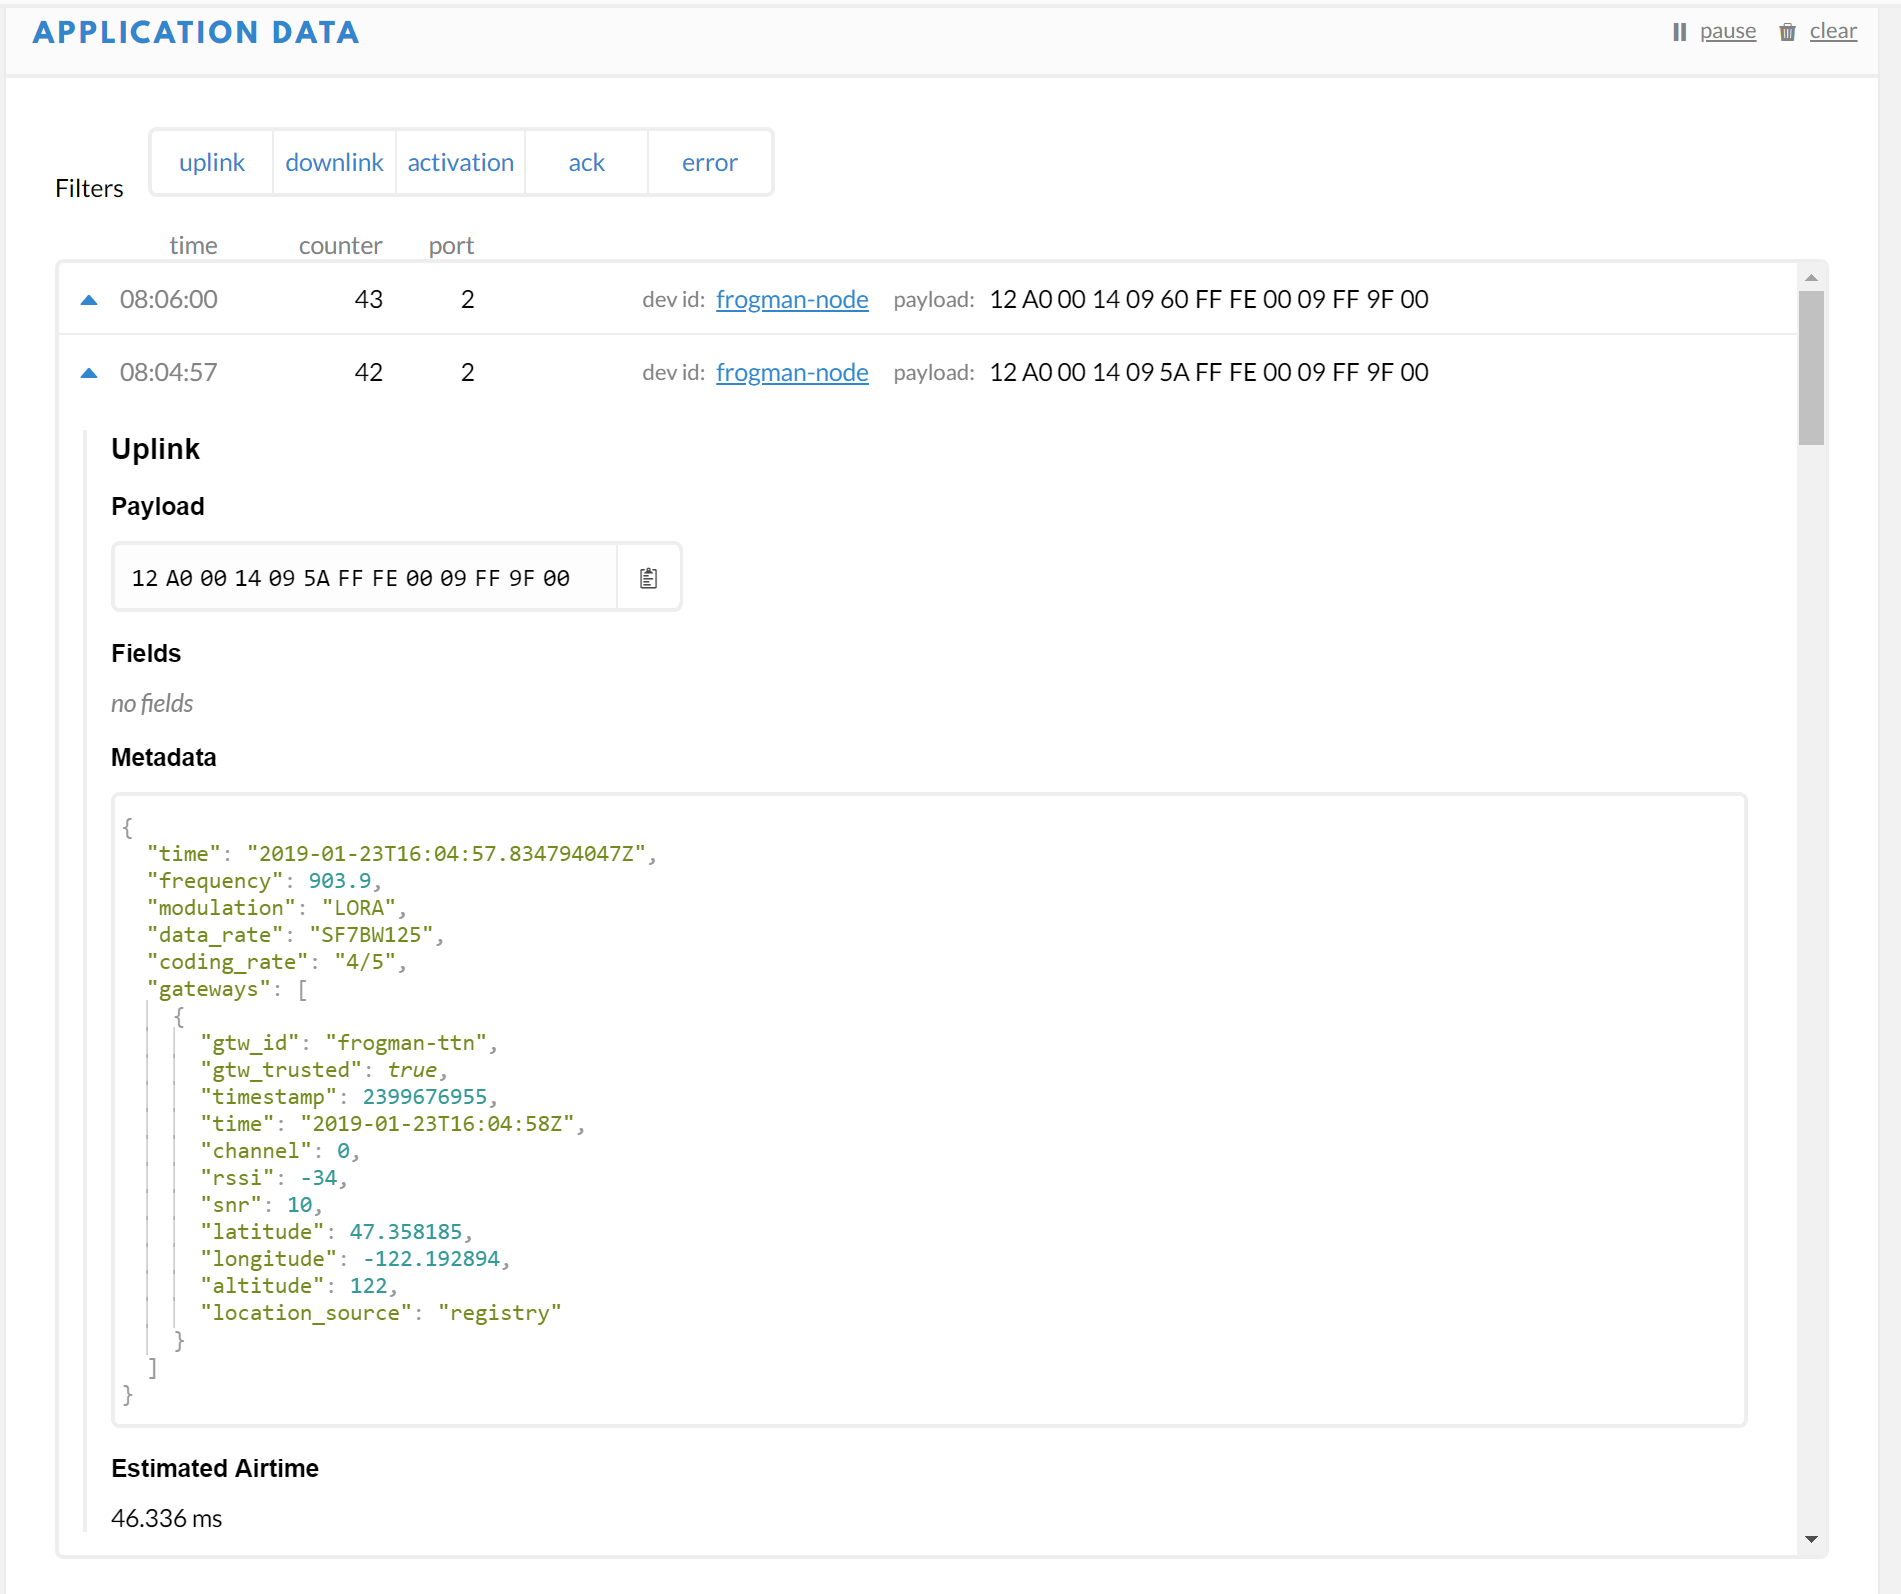 APPLICATION DATA pause clear
Filters uplink downlink activation ack error
time counter port
08:06:00 43 2 dev id: frogman-node payload: 12 A0 00 14 09 60 FF FE 00 09 FF 9F 00
08:04:57 42 2 dev id: frogman-node payload: 12 A0 00 14 09 5A FF FE 00 09 FF 9F 00
Uplink
Payload
12 A0 00 14 09 5A FF FE 00 09 FF 9F 00
Fields
no fields
Metadata
{
"time": "2019-01-23T16:04:57.834794047Z",
"frequency": 903.9,
"modulation": "LORA",
"data_rate": "SF7BW125",
"coding_rate": "4/5",
"gateways": [
{
"gtw_id": "frogman-ttn",
"gtw_trusted": true,
"timestamp": 2399676955,
"time": "2019-01-23T16:04:58Z",
"channel": 0,
"rssi": -34,
"snr": 10,
"latitude": 47.358185,
"longitude": -122.192894,
"altitude": 122,
"location_source": "registry"
}
]
}
Estimated Airtime
46.336 ms